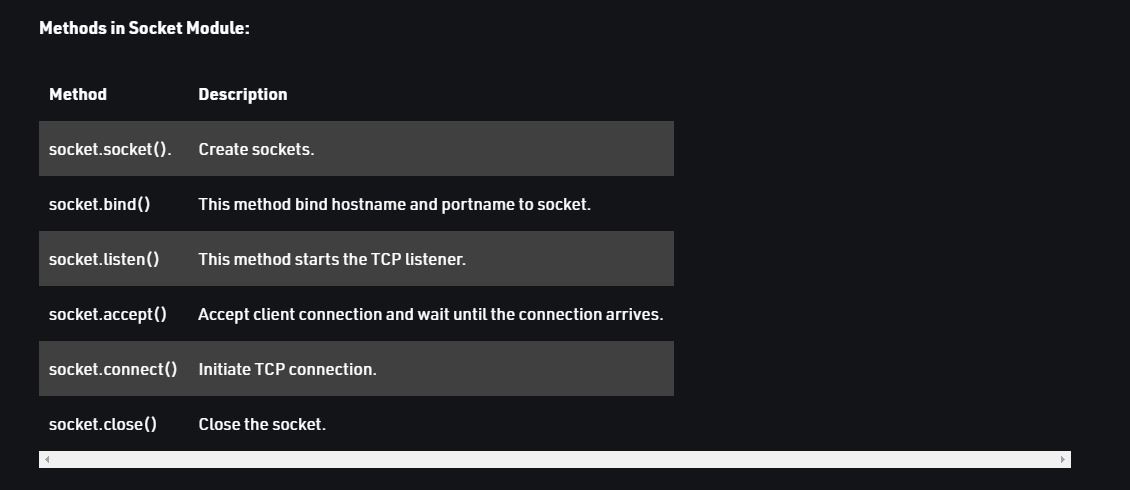 Methods in Socket Module:
Method Description
socket.socket(). Create sockets.
socket.bind() This method bind hostname and portname to socket.
socket.listen() This method starts the TCP listener.
socket.accept() Accept client connection and wait until the connection arrives.
socket.connect() Initiate TCP connection.
socket.close() Close the socket.